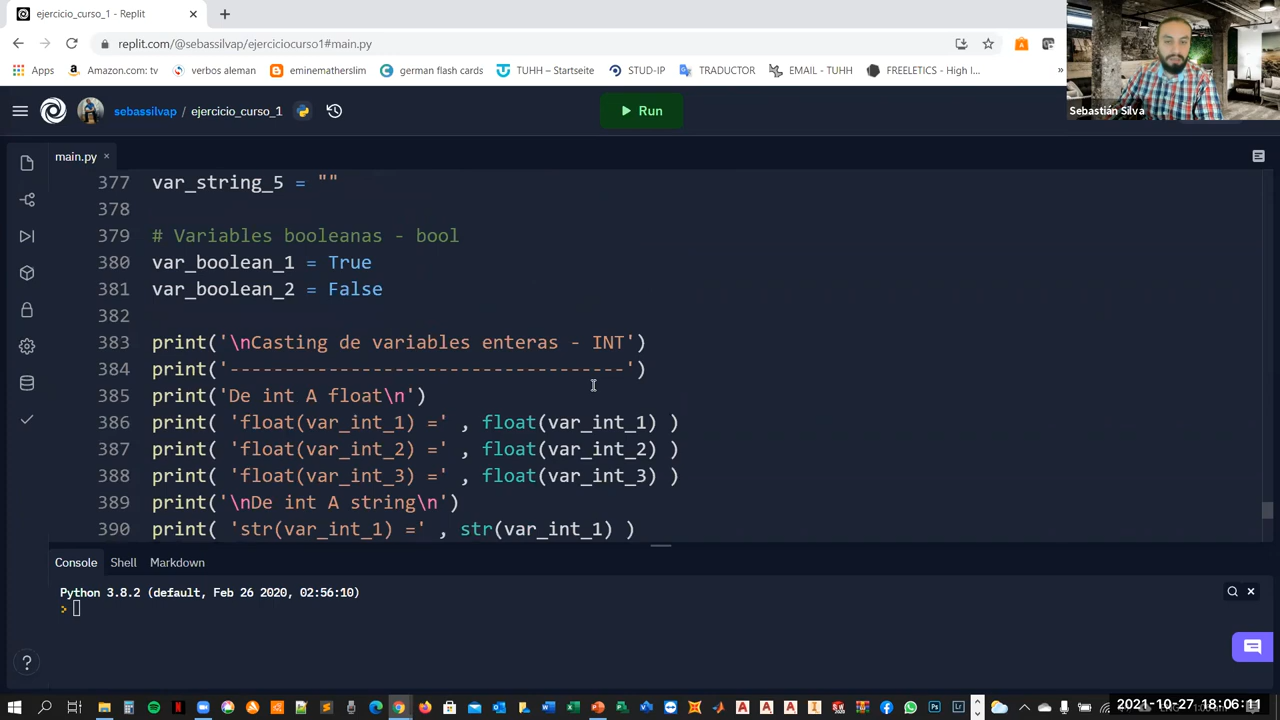 ejercicio_curso_1 - Replit
replit.com/@sebassilvap/ejerciciocurso1#main.py
Apps
Amazon.com: tv
verbos aleman
eminematherslim
german flash cards
TUHH – Startseite
STUD-IP
TRADUCTOR
EMAIL - TUHH
FREELETICS - High I...
»
Sebastián Silva
sebassilvap / ejercicio_curso_1
Run
main.py
377 var_string_5 = ""
378
379 # Variables booleanas - bool
380 var_boolean_1 = True
381 var_boolean_2 = False
382
383 print('\nCasting de variables enteras - INT')
384 print('------------------------------------')
385 print('De int A float\n')
386 print( 'float(var_int_1) =' , float(var_int_1) )
387 print( 'float(var_int_2) =' , float(var_int_2) )
388 print( 'float(var_int_3) =' , float(var_int_3) )
389 print('\nDe int A string\n')
390 print( 'str(var_int_1) =' , str(var_int_1) )
Console Shell Markdown
Python 3.8.2 (default, Feb 26 2020, 02:56:10)
>
2021-10-27 18:06:11